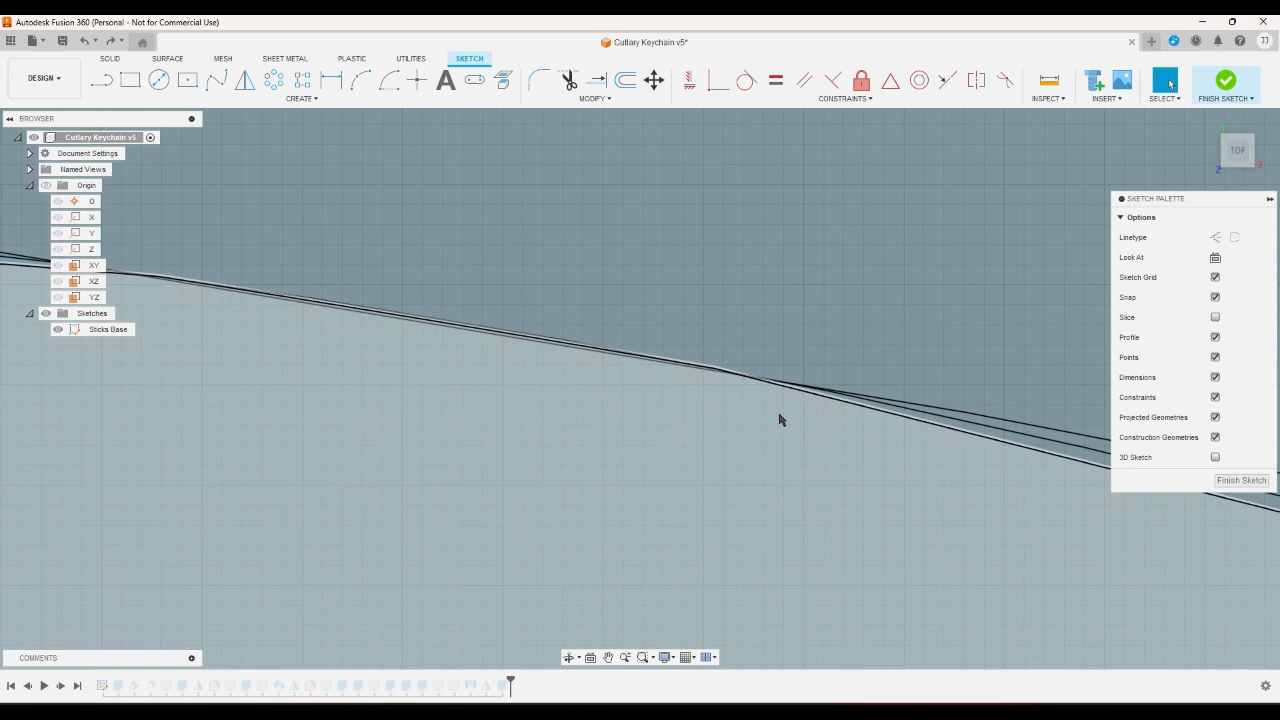 Autodesk Fusion 360 (Personal - Not for Commercial Use)
Cutlary Keychain v5*
JJ
SOLID SURFACE MESH SHEET METAL PLASTIC UTILITIES SKETCH
DESIGN
CREATE MODIFY CONSTRAINTS INSPECT INSERT SELECT FINISH SKETCH
BROWSER
Cutlary Keychain v5
Document Settings
Named Views
Origin
O
X
Y
Z
XY
XZ
YZ
Sketches
Sticks Base
TOP
X
Z
SKETCH PALETTE
Options
Linetype
Look At
Sketch Grid
Snap
Slice
Profile
Points
Dimensions
Constraints
Projected Geometries
Construction Geometries
3D Sketch
Finish Sketch
COMMENTS